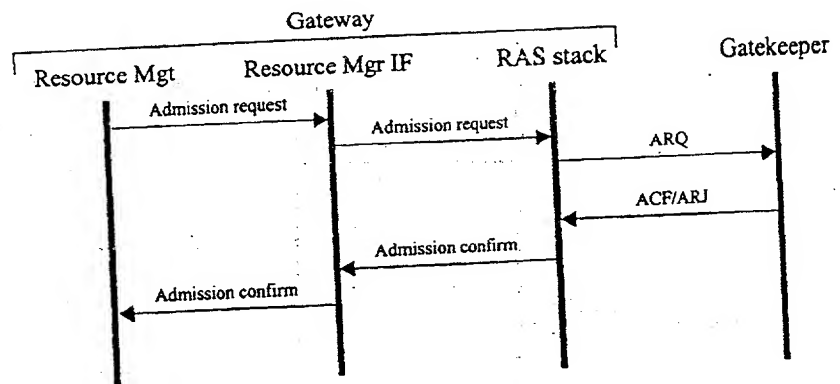 Gateway
Resource Mgt
Resource Mgr IF
RAS stack
Gatekeeper
Admission request
Admission request
ARQ
ACF/ARJ
Admission confirm
Admission confirm